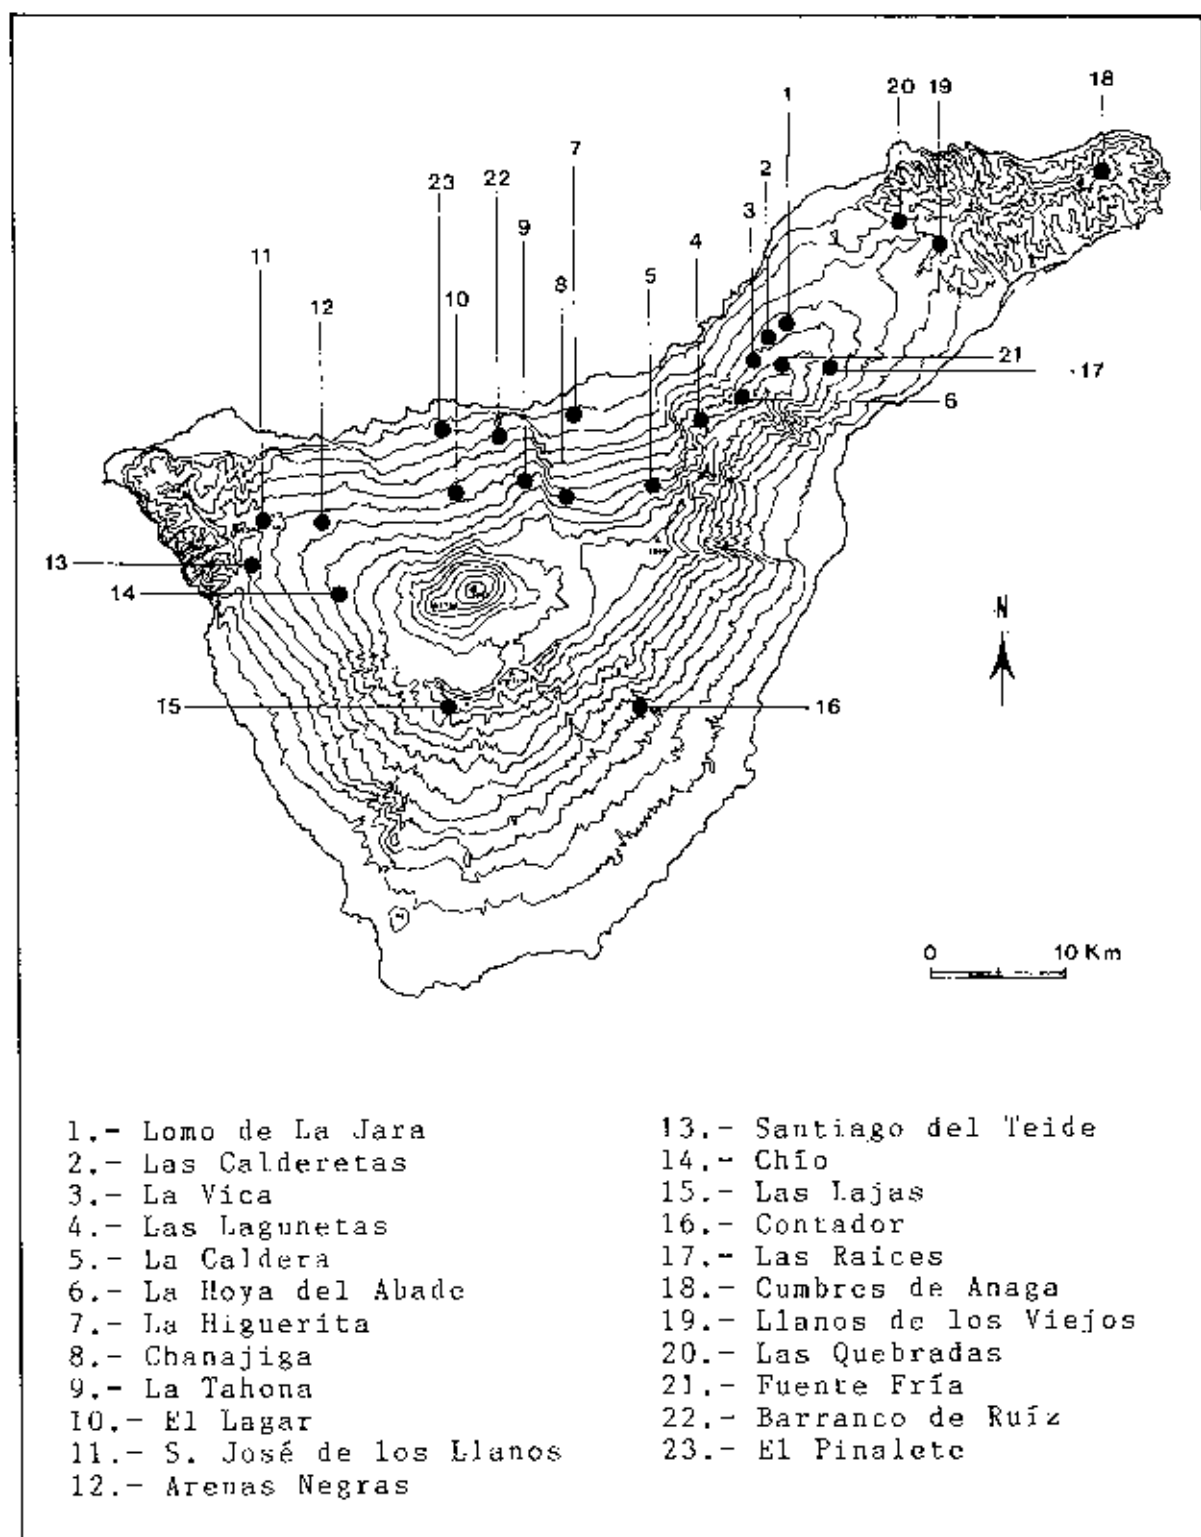 18
20 19
1
7
2
23
22
3
9
4
11
8
5
10
12
21
17
6
13
14
N
15
16
0 10 Km
1.- Lomo de La Jara
2.- Las Calderetas
3.- La Vica
4.- Las Lagunetas
5.- La Caldera
6.- La Hoya del Abade
7.- La Higuerita
8.- Chanajiga
9.- La Tahona
10.- El Lagar
11.- S. José de los Llanos
12.- Arenas Negras
13.- Santiago del Teide
14.- Chío
15.- Las Lajas
16.- Contador
17.- Las Raices
18.- Cumbres de Anaga
19.- Llanos de los Viejos
20.- Las Quebradas
21.- Fuente Fría
22.- Barranco de Ruíz
23.- El Pinalete